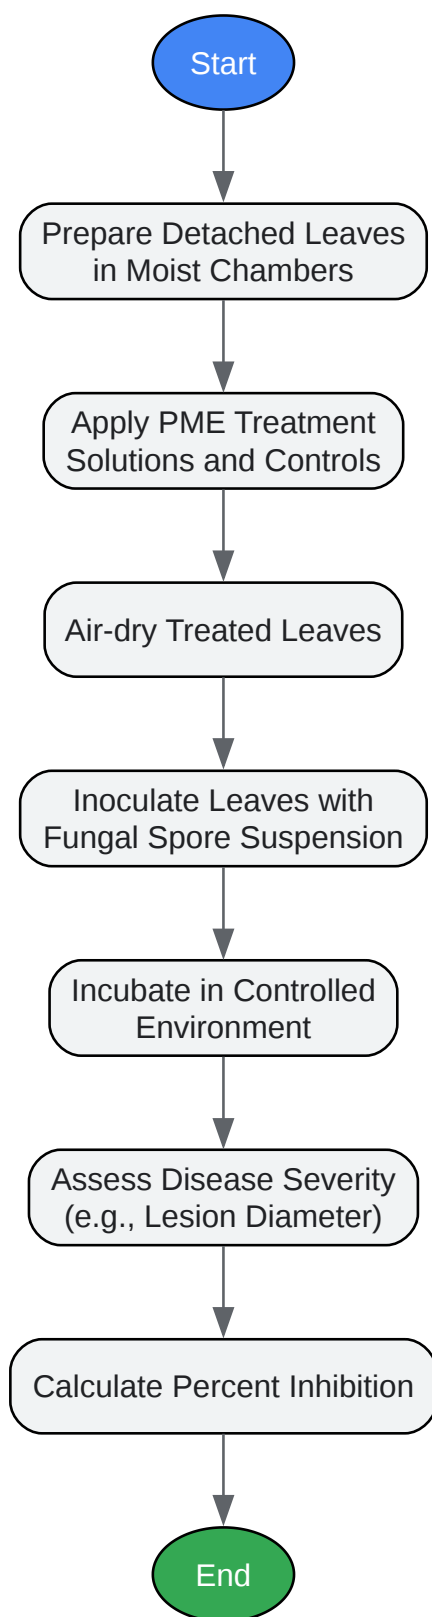 Start
Prepare Detached Leaves
in Moist Chambers
Apply PME Treatment
Solutions and Controls
Air-dry Treated Leaves
Inoculate Leaves with
Fungal Spore Suspension
Incubate in Controlled
Environment
Assess Disease Severity
(e.g., Lesion Diameter)
Calculate Percent Inhibition
End